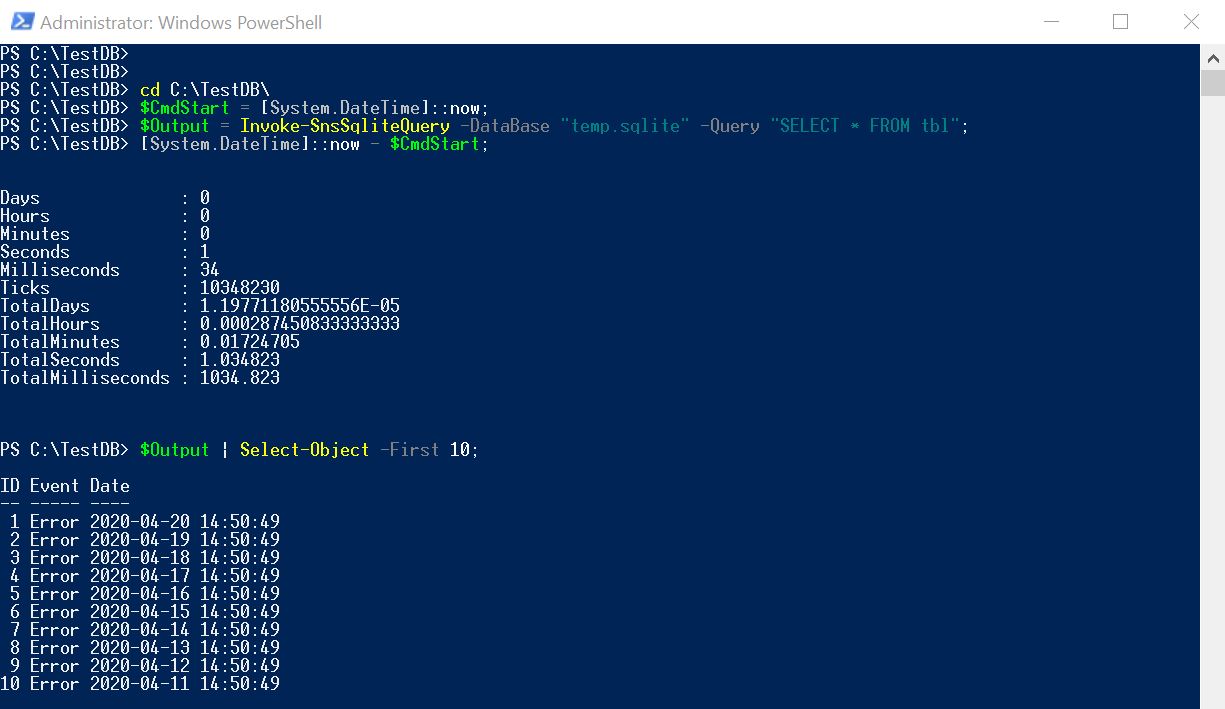 Administrator: Windows PowerShell
PS C:\TestDB>
PS C:\TestDB>
PS C:\TestDB> cd C:\TestDB\
PS C:\TestDB> $CmdStart = [System.DateTime]::now;
PS C:\TestDB> $Output = Invoke-SnsSqliteQuery -DataBase "temp.sqlite" -Query "SELECT * FROM tbl";
PS C:\TestDB> [System.DateTime]::now - $CmdStart;
Days              : 0
Hours             : 0
Minutes           : 0
Seconds           : 1
Milliseconds      : 34
Ticks             : 10348230
TotalDays         : 1.19771180555556E-05
TotalHours        : 0.000287450833333333
TotalMinutes      : 0.01724705
TotalSeconds      : 1.034823
TotalMilliseconds : 1034.823
PS C:\TestDB> $Output | Select-Object -First 10;
ID Event Date
-- ----- ----
 1 Error 2020-04-20 14:50:49
 2 Error 2020-04-19 14:50:49
 3 Error 2020-04-18 14:50:49
 4 Error 2020-04-17 14:50:49
 5 Error 2020-04-16 14:50:49
 6 Error 2020-04-15 14:50:49
 7 Error 2020-04-14 14:50:49
 8 Error 2020-04-13 14:50:49
 9 Error 2020-04-12 14:50:49
10 Error 2020-04-11 14:50:49